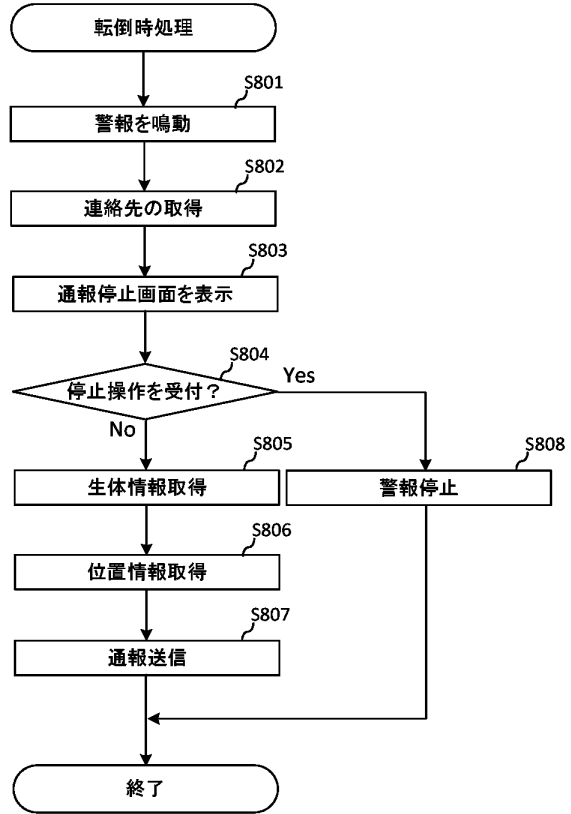 転倒時処理
S801
警報を鳴動
S802
連絡先の取得
S803
通報停止画面を表示
S804
停止操作を受付？
Yes
No
S805
生体情報取得
S808
警報停止
S806
位置情報取得
S807
通報送信
終了